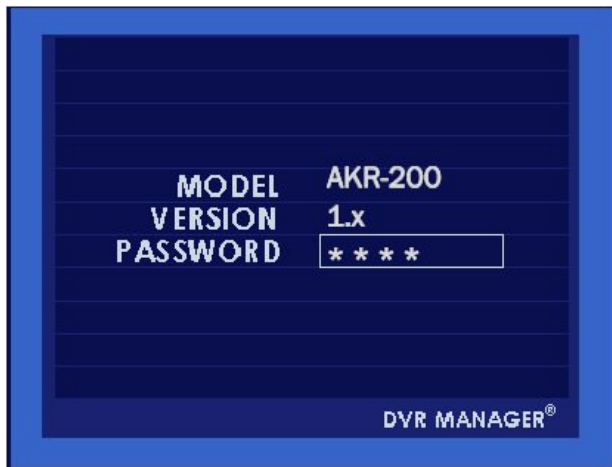 MODEL AKR-200
VERSION 1.x
PASSWORD ****
DVR MANAGER®